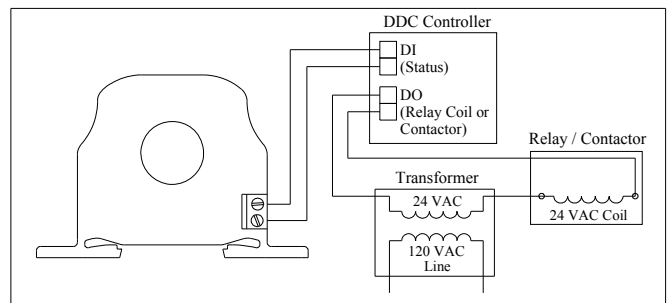 DDC Controller
DI
(Status)
DO
(Relay Coil or
Contactor)
Relay / Contactor
Transformer
24 VAC
24 VAC Coil
120 VAC
Line